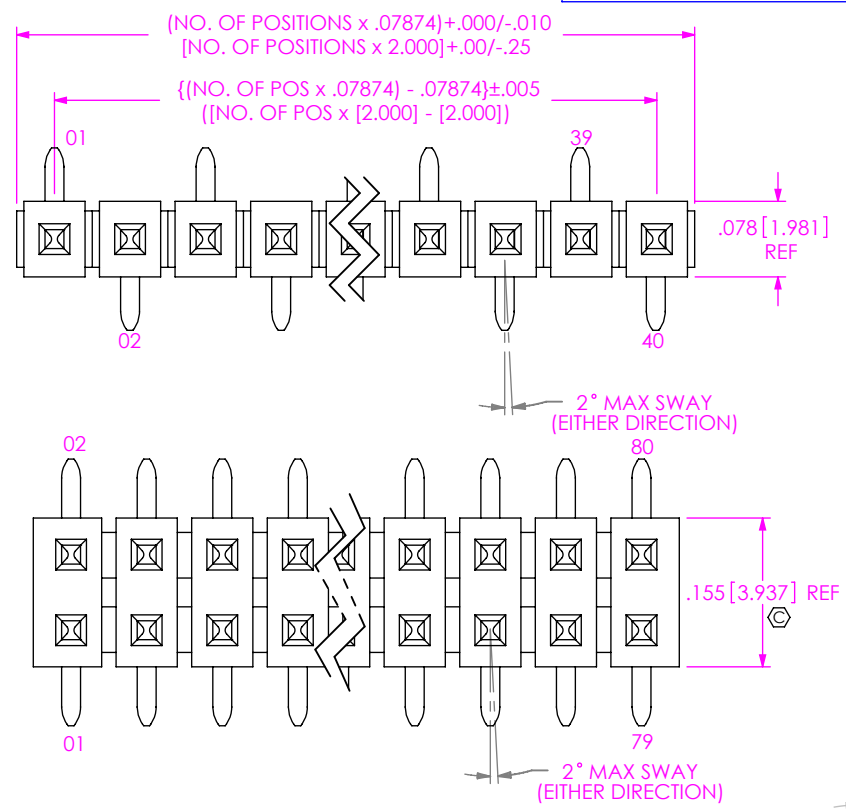 (NO. OF POSITIONS x .07874)+.000/-.010
[NO. OF POSITIONS x 2.000]+.00/-.25
{(NO. OF POS x .07874) - .07874}±.005
([NO. OF POS x [2.000] - [2.000])
01
39
.078[1.981]
REF
02
40
2° MAX SWAY
(EITHER DIRECTION)
02
80
.155[3.937] REF
C
01
79
2° MAX SWAY
(EITHER DIRECTION)